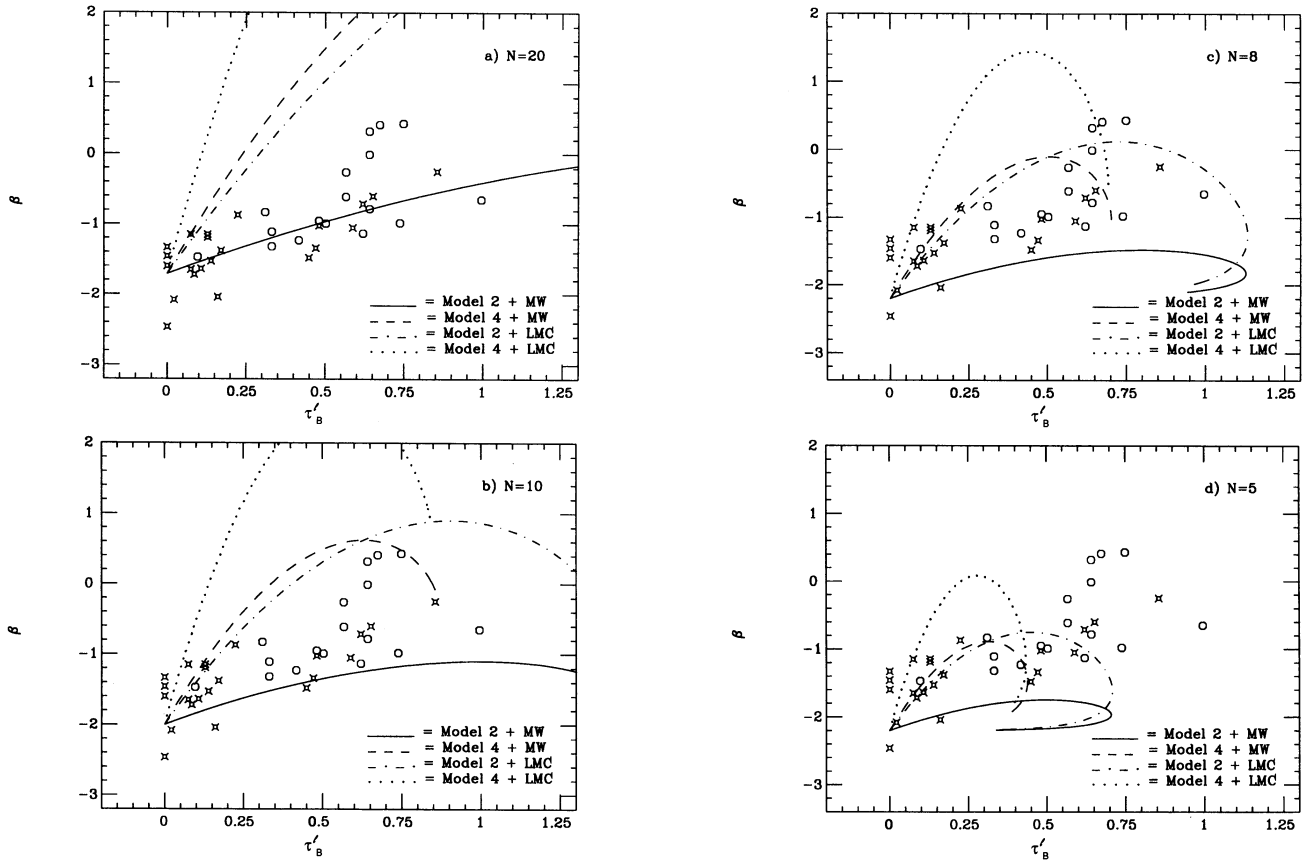 a) N=20
2
1
0
−1
−2
−3
β
= Model 2 + MW
= Model 4 + MW
= Model 2 + LMC
= Model 4 + LMC
0 0.25 0.5 0.75 1 1.25
τ′B
c) N=8
2
1
0
−1
−2
−3
β
= Model 2 + MW
= Model 4 + MW
= Model 2 + LMC
= Model 4 + LMC
0 0.25 0.5 0.75 1 1.25
τ′B
b) N=10
2
1
0
−1
−2
−3
β
= Model 2 + MW
= Model 4 + MW
= Model 2 + LMC
= Model 4 + LMC
0 0.25 0.5 0.75 1 1.25
τ′B
d) N=5
2
1
0
−1
−2
−3
β
= Model 2 + MW
= Model 4 + MW
= Model 2 + LMC
= Model 4 + LMC
0 0.25 0.5 0.75 1 1.25
τ′B